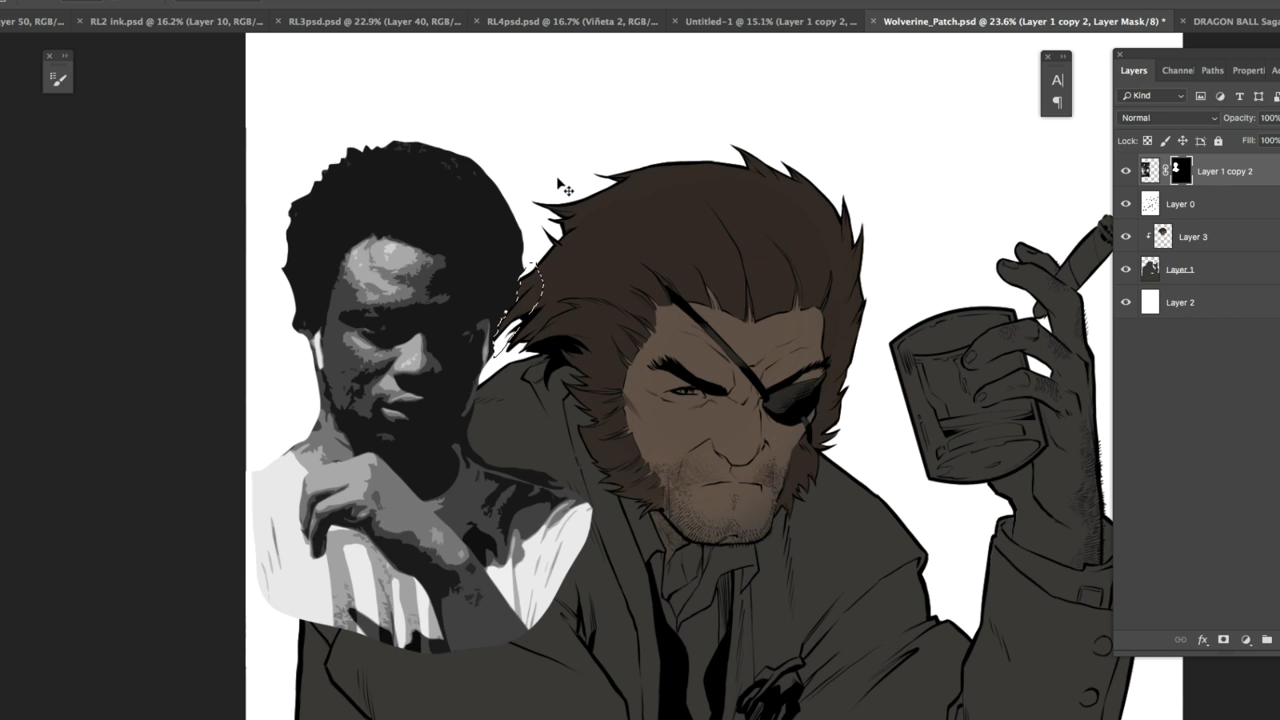 yer 50, RGB/... RL2 ink.psd @ 16.2% (Layer 10, RGB/... RL3psd.psd @ 22.9% (Layer 40, RGB/... RL4psd.psd @ 16.7% (Viñeta 2, RGB/... Untitled-1 @ 15.1% (Layer 1 copy 2, ... Wolverine_Patch.psd @ 23.6% (Layer 1 copy 2, Layer Mask/8) * DRAGON BALL Saga
Layers Channel Paths Properti Ac
Kind
Normal Opacity: 100%
Lock: Fill: 100%
Layer 1 copy 2
Layer 0
Layer 3
Layer 1
Layer 2